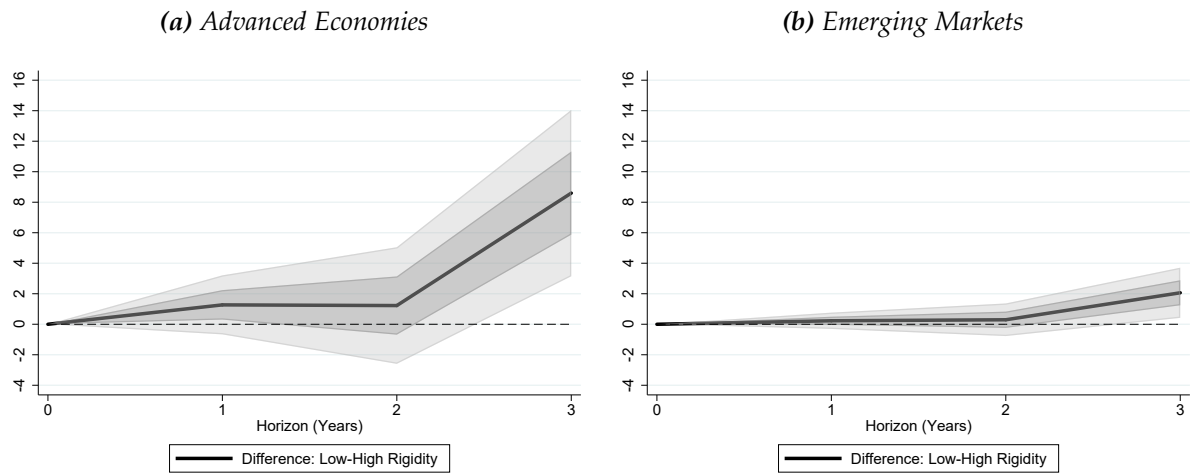 (a) Advanced Economies
16
14
12
10
8
6
4
2
0
-2
-4
0 1 2 3
Horizon (Years)
Difference: Low-High Rigidity
(b) Emerging Markets
16
14
12
10
8
6
4
2
0
-2
-4
0 1 2 3
Horizon (Years)
Difference: Low-High Rigidity